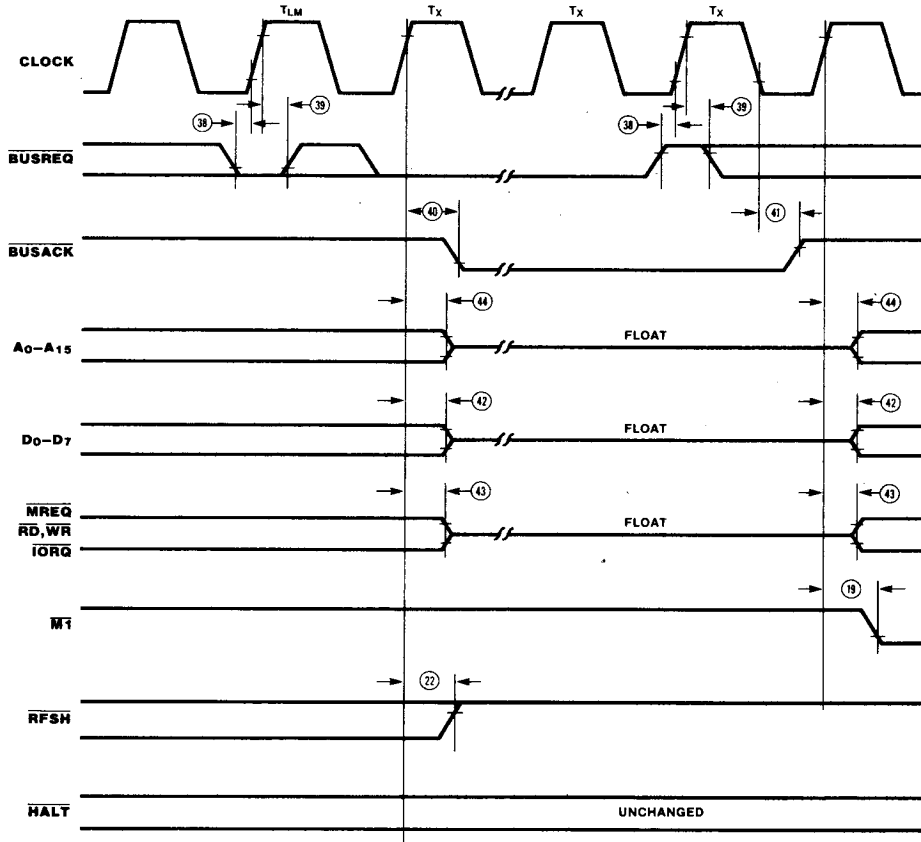 TLM TX TX TX
CLOCK
38 39 38 39
BUSREQ
40 41
BUSACK
44 44
A0–A15 FLOAT
42 42
D0–D7 FLOAT
43 43
MREQ
RD, WR FLOAT
IORQ
19
M1
22
RFSH
HALT UNCHANGED